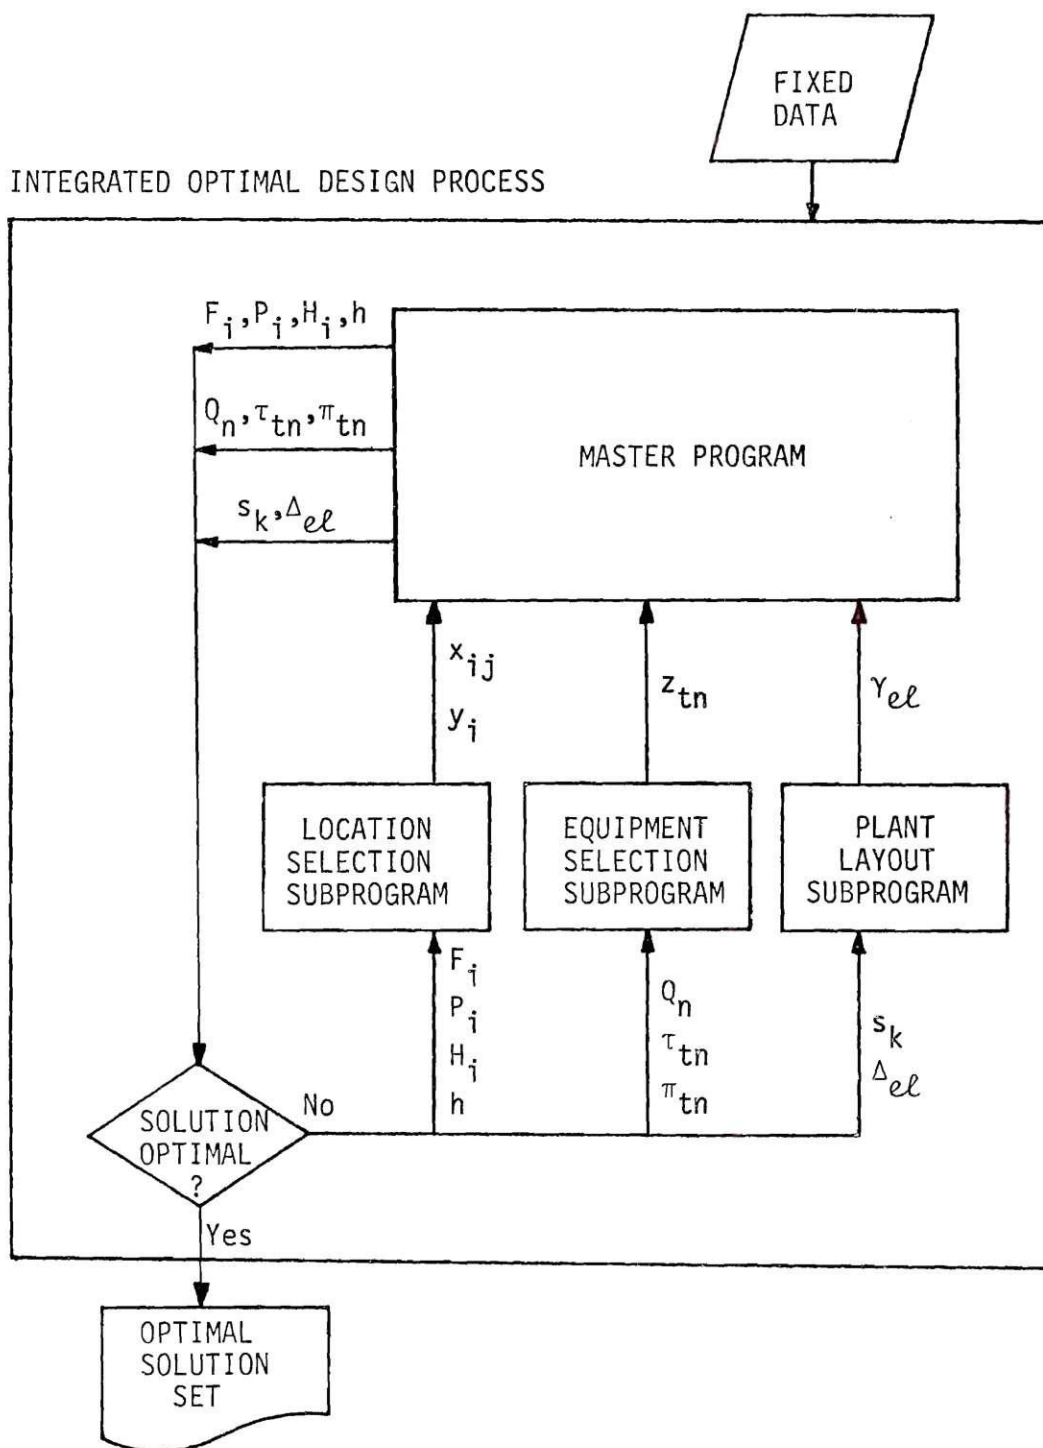 FIXED
DATA
INTEGRATED OPTIMAL DESIGN PROCESS
F_i, P_i, H_i, h
Q_n, τ_tn, π_tn
s_k, Δ_eℓ
MASTER PROGRAM
x_ij
y_i
z_tn
γ_eℓ
LOCATION
SELECTION
SUBPROGRAM
EQUIPMENT
SELECTION
SUBPROGRAM
PLANT
LAYOUT
SUBPROGRAM
F_i
P_i
H_i
h
Q_n
τ_tn
π_tn
s_k
Δ_eℓ
SOLUTION
OPTIMAL
?
No
Yes
OPTIMAL
SOLUTION
SET